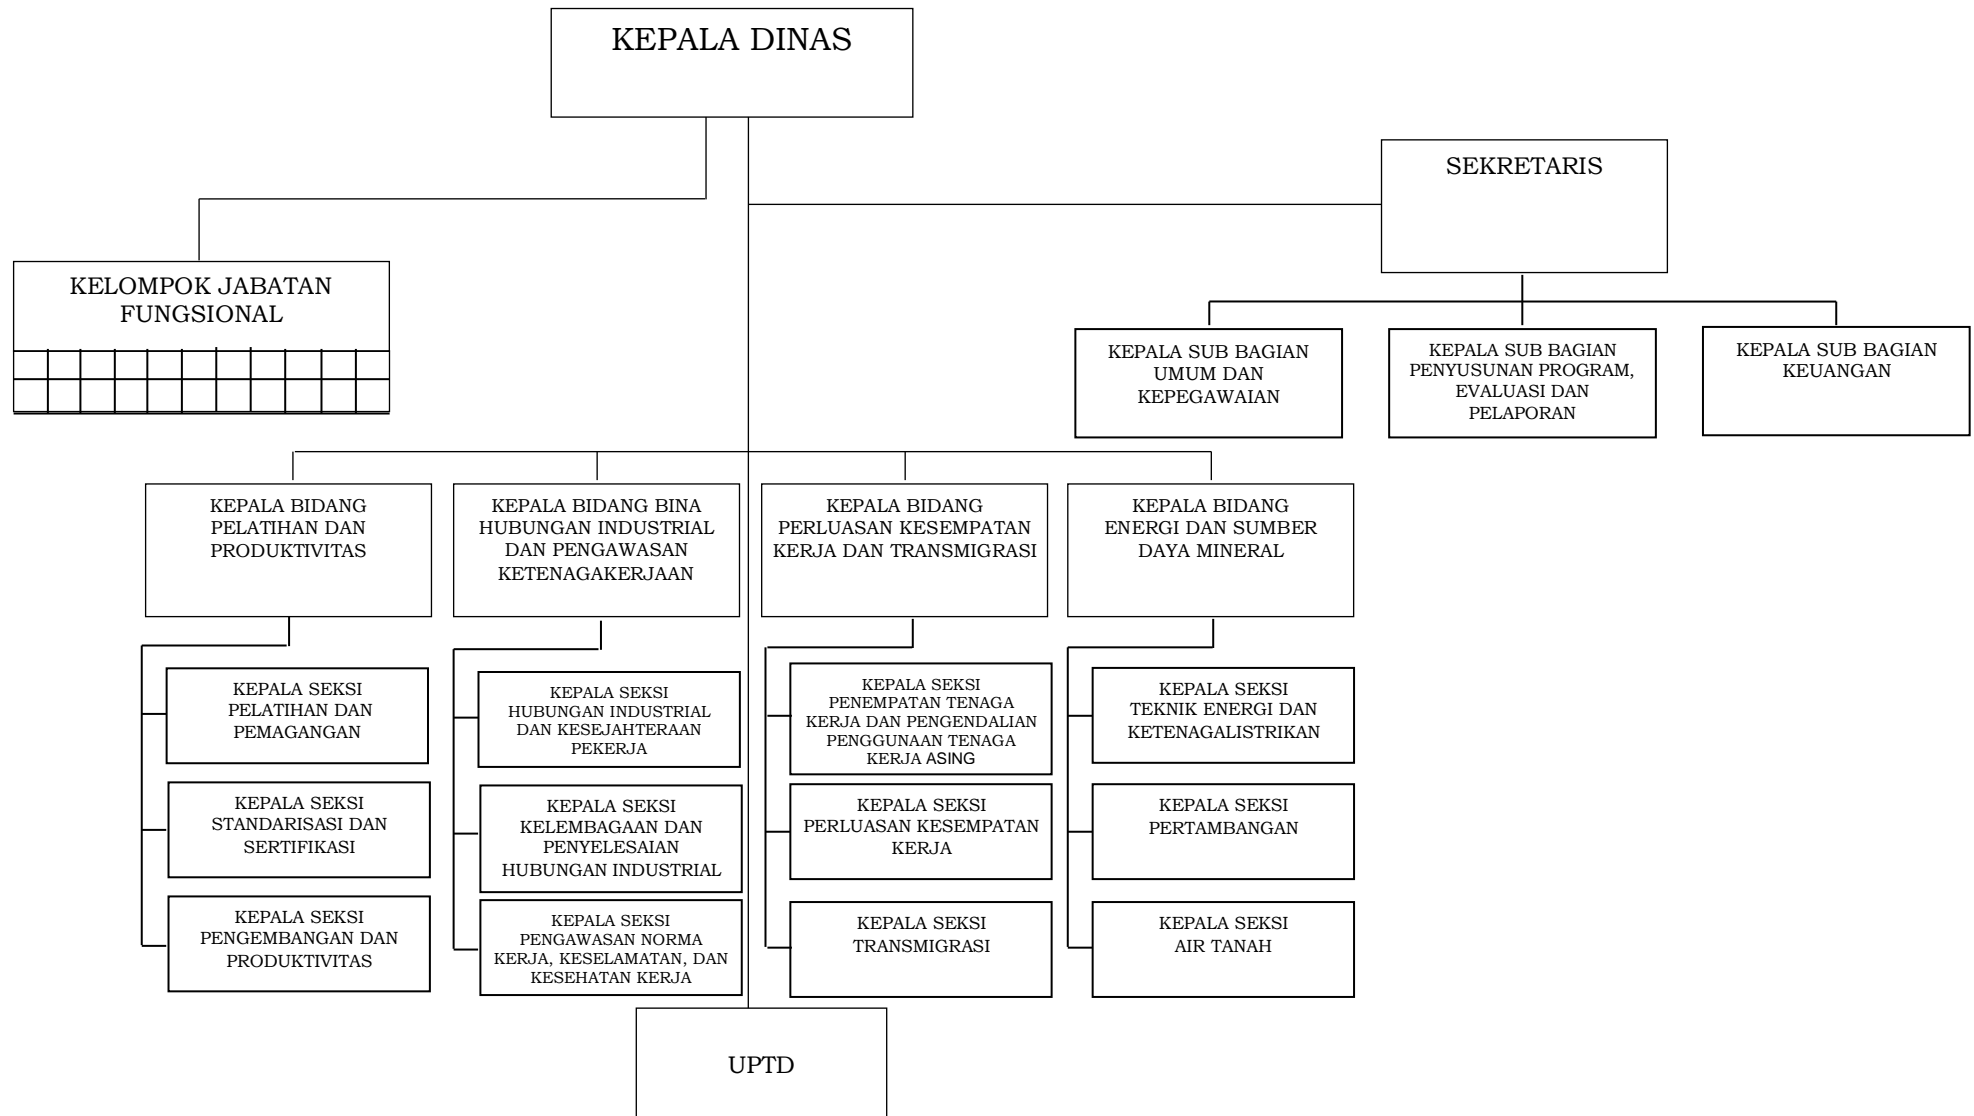 KEPALA DINAS
SEKRETARIS
KELOMPOK JABATAN
FUNGSIONAL
KEPALA SUB BAGIAN
UMUM DAN
KEPEGAWAIAN
KEPALA SUB BAGIAN
PENYUSUNAN PROGRAM,
EVALUASI DAN
PELAPORAN
KEPALA SUB BAGIAN
KEUANGAN
KEPALA BIDANG
PELATIHAN DAN
PRODUKTIVITAS
KEPALA BIDANG BINA
HUBUNGAN INDUSTRIAL
DAN PENGAWASAN
KETENAGAKERJAAN
KEPALA BIDANG
PERLUASAN KESEMPATAN
KERJA DAN TRANSMIGRASI
KEPALA BIDANG
ENERGI DAN SUMBER
DAYA MINERAL
KEPALA SEKSI
PELATIHAN DAN
PEMAGANGAN
KEPALA SEKSI
HUBUNGAN INDUSTRIAL
DAN KESEJAHTERAAN
PEKERJA
KEPALA SEKSI
PENEMPATAN TENAGA
KERJA DAN PENGENDALIAN
PENGGUNAAN TENAGA
KERJA ASING
KEPALA SEKSI
TEKNIK ENERGI DAN
KETENAGALISTRIKAN
KEPALA SEKSI
STANDARISASI DAN
SERTIFIKASI
KEPALA SEKSI
KELEMBAGAAN DAN
PENYELESAIAN
HUBUNGAN INDUSTRIAL
KEPALA SEKSI
PERLUASAN KESEMPATAN
KERJA
KEPALA SEKSI
PERTAMBANGAN
KEPALA SEKSI
PENGEMBANGAN DAN
PRODUKTIVITAS
KEPALA SEKSI
PENGAWASAN NORMA
KERJA, KESELAMATAN, DAN
KESEHATAN KERJA
KEPALA SEKSI
TRANSMIGRASI
KEPALA SEKSI
AIR TANAH
UPTD